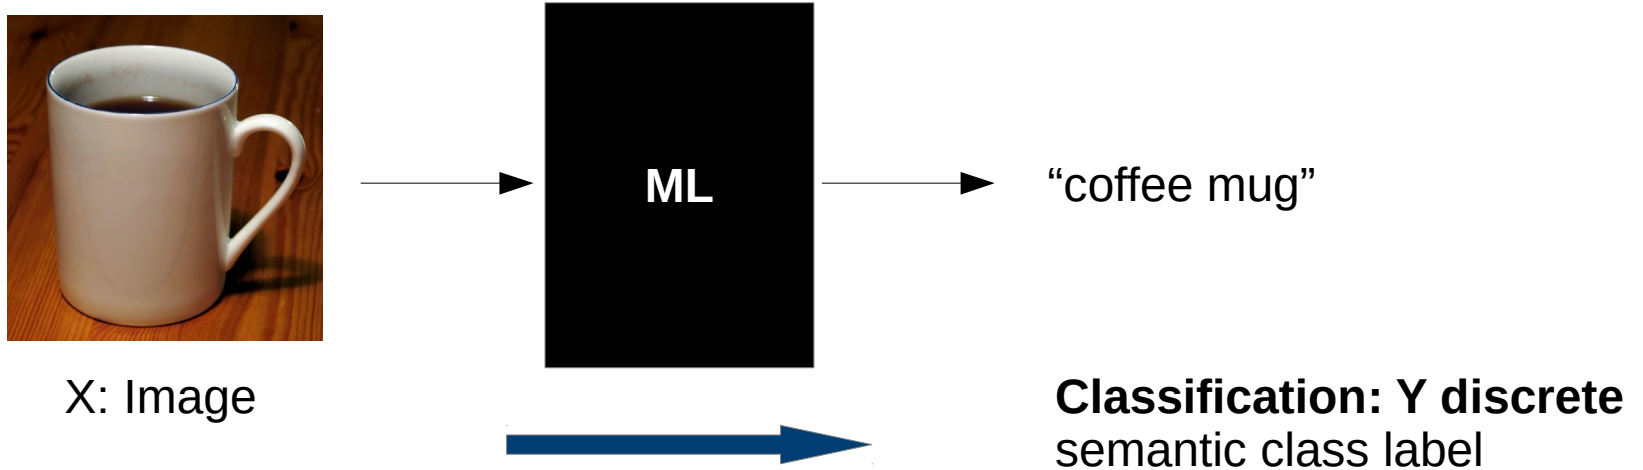 ML
“coffee mug”
X: Image
Classification: Y discrete
semantic class label